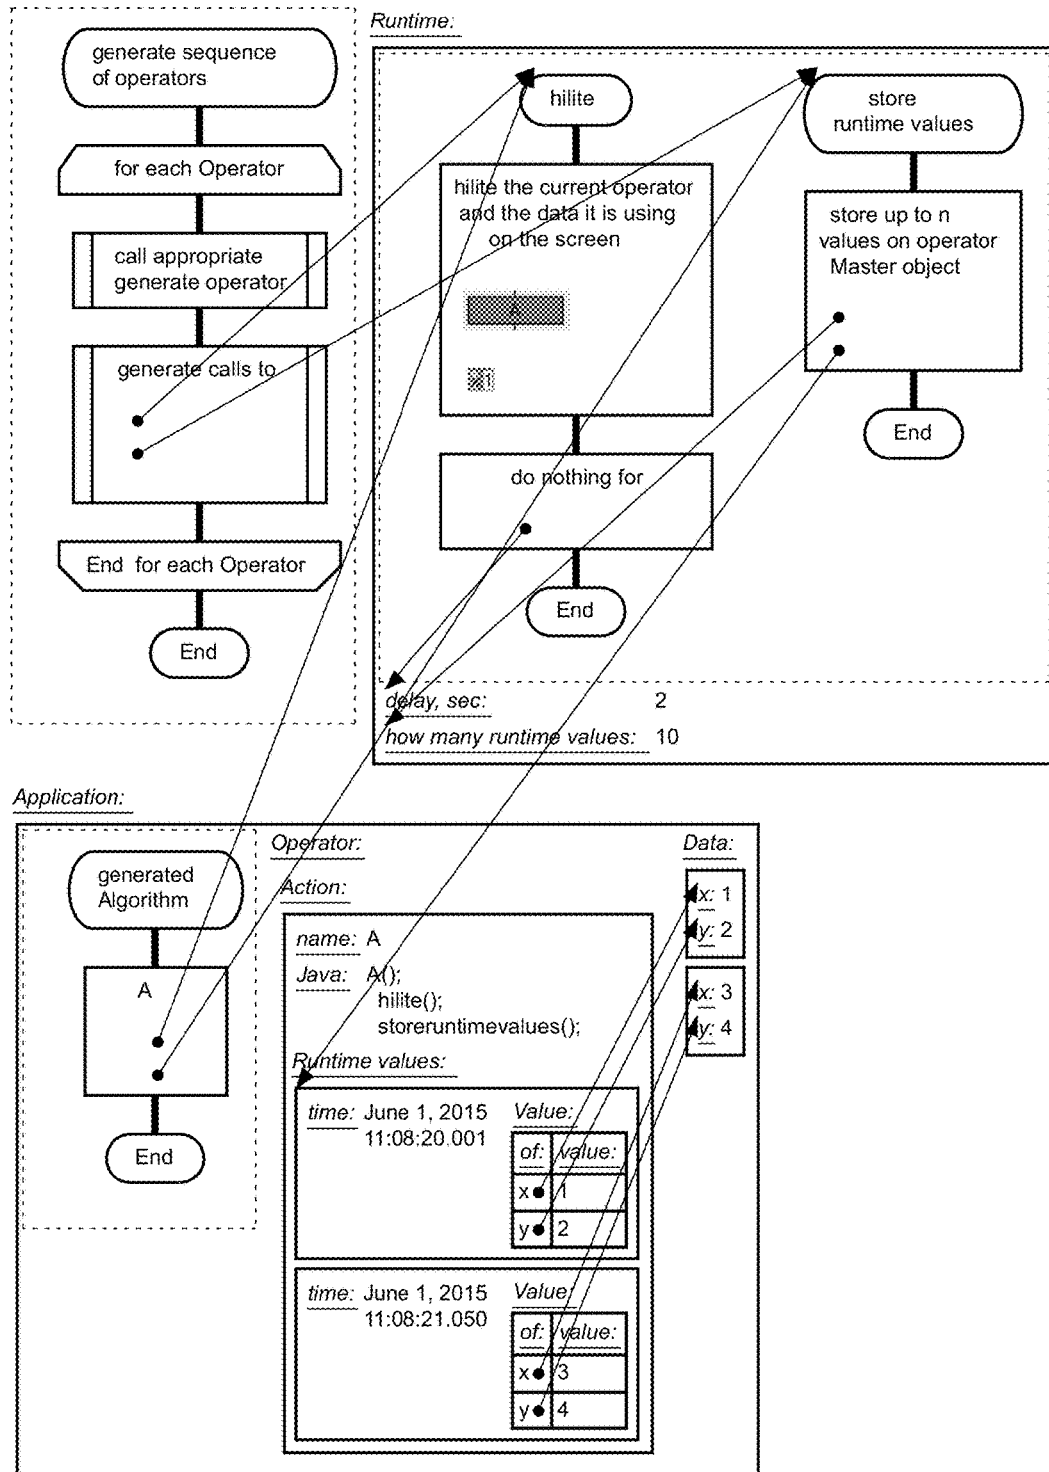 generate sequence
of operators
for each Operator
call appropriate
generate operator
generate calls to
End for each Operator
End
Runtime:
hilite
hilite the current operator
and the data it is using
on the screen
A
1
do nothing for
End
store
runtime values
store up to n
values on operator
Master object
End
delay, sec: 2
how many runtime values: 10
Application:
generated
Algorithm
A
End
Operator:
Action:
name: A
Java: A();
hilite();
storeruntimevalues();
Runtime values:
time: June 1, 2015
11:08:20.001
Value:
of: value:
x 1
y 2
time: June 1, 2015
11:08:21.050
Value:
of: value:
x 3
y 4
Data:
x: 1
y: 2
x: 3
y: 4